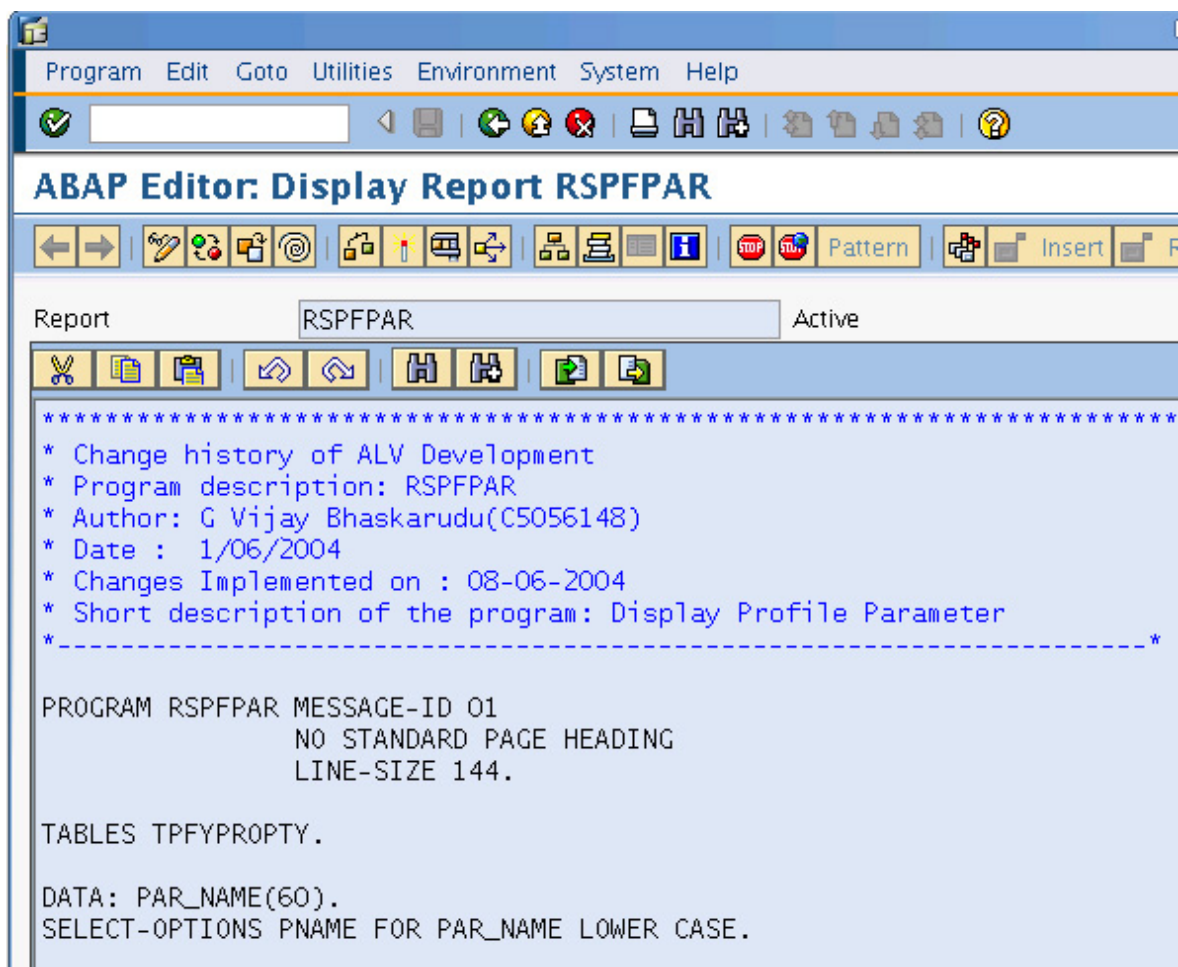 Program Edit Goto Utilities Environment System Help
ABAP Editor: Display Report RSPFPAR
STOP STOP Pattern Insert R
Report RSPFPAR Active
*************************************************************************
* Change history of ALV Development
* Program description: RSPFPAR
* Author: G Vijay Bhaskarudu(C5056148)
* Date :  1/06/2004
* Changes Implemented on : 08-06-2004
* Short description of the program: Display Profile Parameter
*----------------------------------------------------------------------*
PROGRAM RSPFPAR MESSAGE-ID O1
NO STANDARD PAGE HEADING
LINE-SIZE 144.
TABLES TPFYPROPTY.
DATA: PAR_NAME(60).
SELECT-OPTIONS PNAME FOR PAR_NAME LOWER CASE.